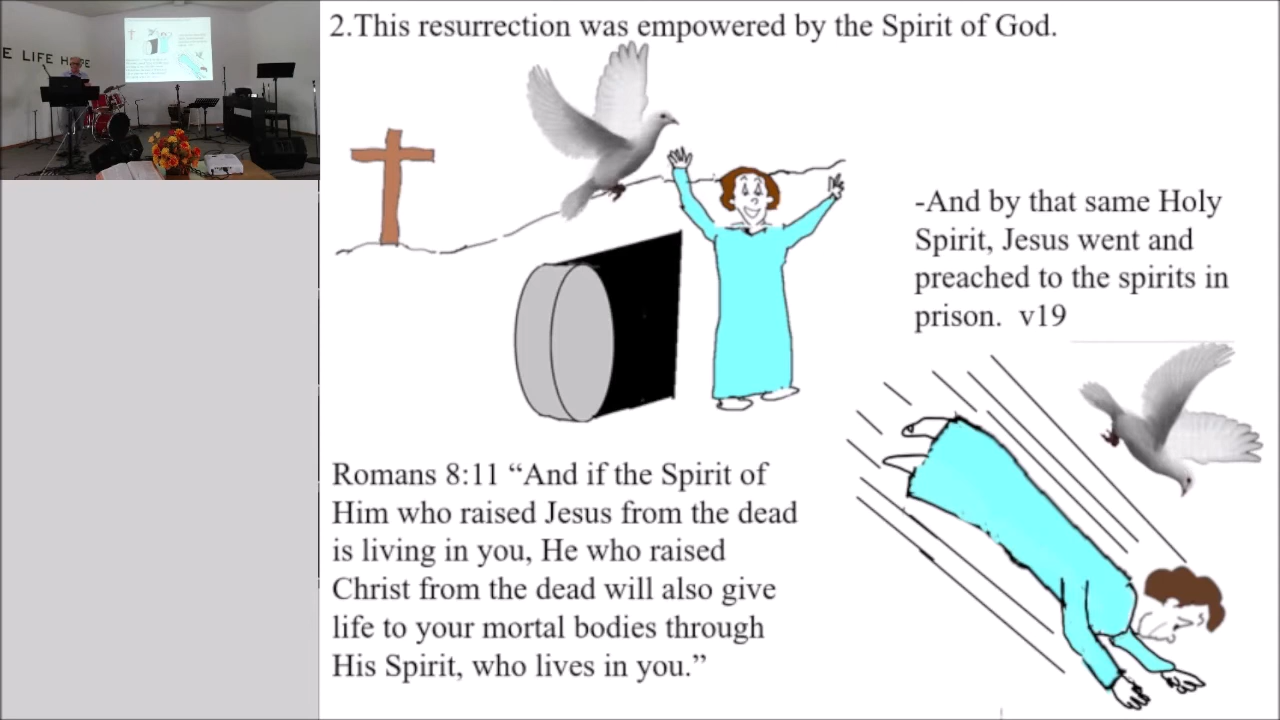 E LIFE H PE
2.This resurrection was empowered by the Spirit of God.
-And by that same Holy
Spirit, Jesus went and
preached to the spirits in
prison. v19
Romans 8:11 “And if the Spirit of
Him who raised Jesus from the dead
is living in you, He who raised
Christ from the dead will also give
life to your mortal bodies through
His Spirit, who lives in you.”